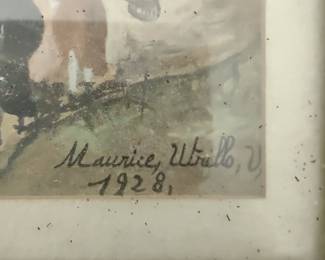 Maurice, Utrillo, V,
1928,